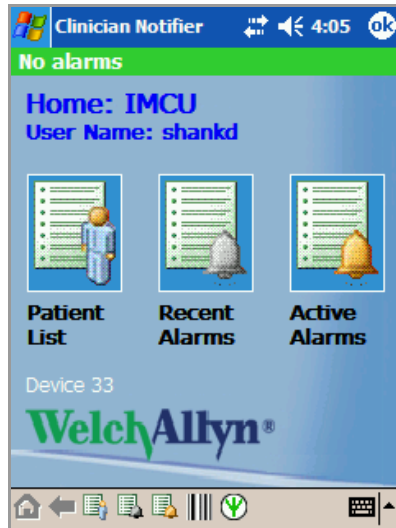 Clinician Notifier 4:05 ok
No alarms
Home: IMCU
User Name: shankd
Patient List
Recent Alarms
Active Alarms
Device 33
WelchAllyn®